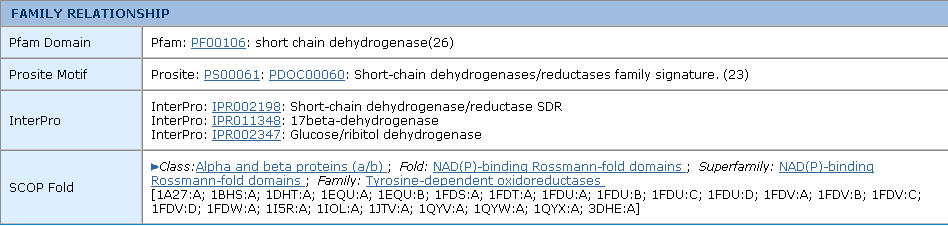 FAMILY RELATIONSHIP
Pfam Domain
Pfam: PF00106: short chain dehydrogenase(26)
Prosite Motif
Prosite: PS00061: PDOC00060: Short-chain dehydrogenases/reductases family signature. (23)
InterPro
InterPro: IPR002198: Short-chain dehydrogenase/reductase SDR
InterPro: IPR011348: 17beta-dehydrogenase
InterPro: IPR002347: Glucose/ribitol dehydrogenase
SCOP Fold
►Class:Alpha and beta proteins (a/b) ; Fold: NAD(P)-binding Rossmann-fold domains ; Superfamily: NAD(P)-binding
Rossmann-fold domains ; Family: Tyrosine-dependent oxidoreductases
[1A27:A; 1BHS:A; 1DHT:A; 1EQU:A; 1EQU:B; 1FDS:A; 1FDT:A; 1FDU:A; 1FDU:B; 1FDU:C; 1FDU:D; 1FDV:A; 1FDV:B; 1FDV:C;
1FDV:D; 1FDW:A; 1I5R:A; 1IOL:A; 1JTV:A; 1QYV:A; 1QYW:A; 1QYX:A; 3DHE:A]